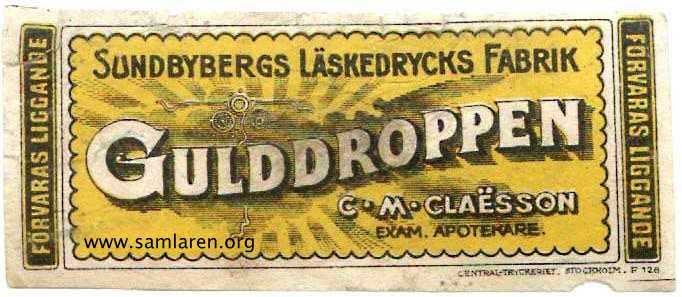 FÖRVARAS LIGGANDE
SUNDBYBERGS LÄSKEDRYCKS FABRIK
GULDDROPPEN
C·M·CLAËSSON
EXAM. APOTEKARE.
www.samlaren.org
FÖRVARAS LIGGANDE
CENTRAL-TRYCKERIET, STOCKHOLM. F 126